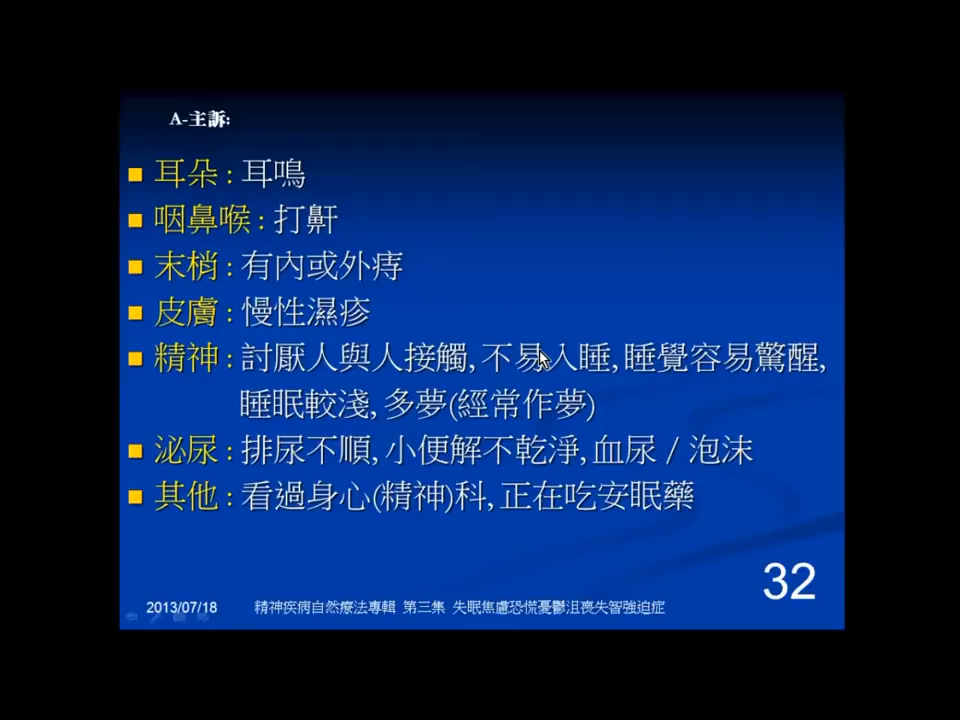 A-主訴:
耳朵 : 耳鳴
咽鼻喉 : 打鼾
末梢 : 有內或外痔
皮膚 : 慢性濕疹
精神 : 討厭人與人接觸, 不易入睡, 睡覺容易驚醒,
睡眠較淺, 多夢(經常作夢)
泌尿 : 排尿不順, 小便解不乾淨, 血尿 / 泡沫
其他 : 看過身心(精神)科, 正在吃安眠藥
32
2013/07/18 精神疾病自然療法專輯 第三集 失眠焦慮恐慌憂鬱沮喪失智強迫症